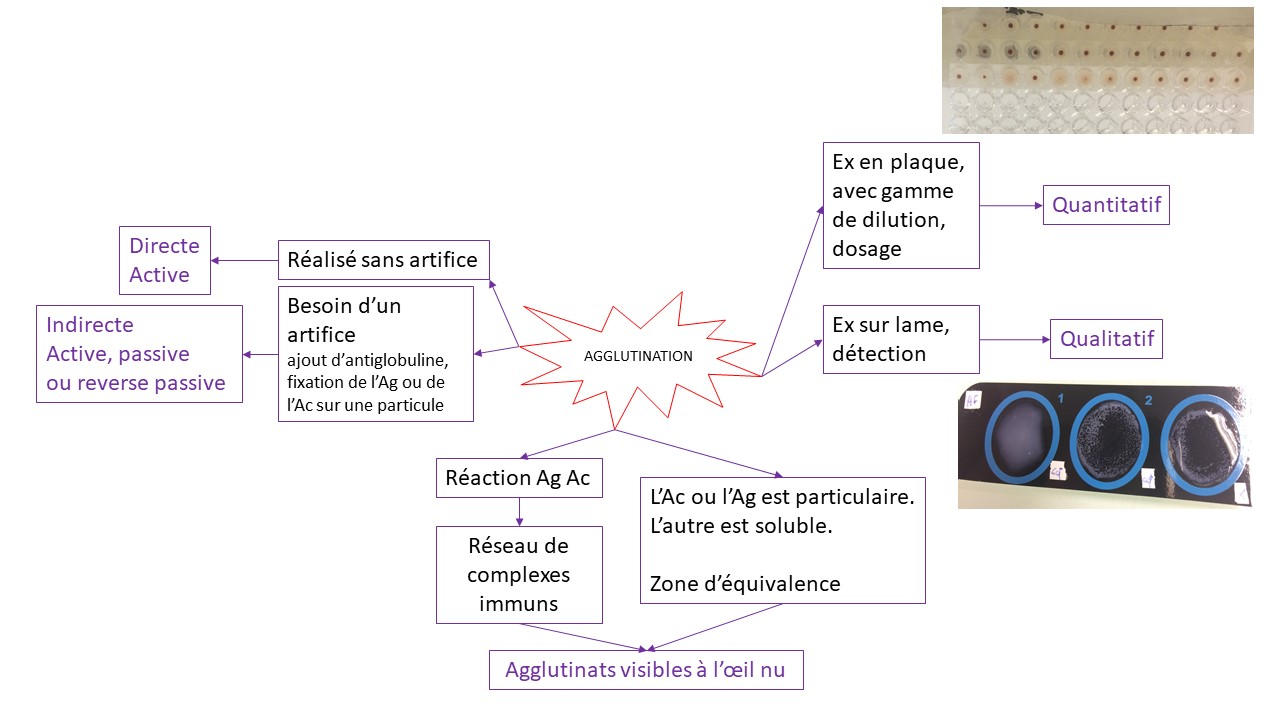 Ex en plaque,
avec gamme
de dilution,
dosage
Quantitatif
Directe
Active
Réalisé sans artifice
Besoin d’un
artifice
ajout d’antiglobuline,
fixation de l’Ag ou de
l’Ac sur une particule
Indirecte
Active, passive
ou reverse passive
AGGLUTINATION
Ex sur lame,
détection
Qualitatif
1
2
Réaction Ag Ac
Réseau de
complexes
immuns
L’Ac ou l’Ag est particulaire.
L’autre est soluble.
Zone d’équivalence
Agglutinats visibles à l’œil nu